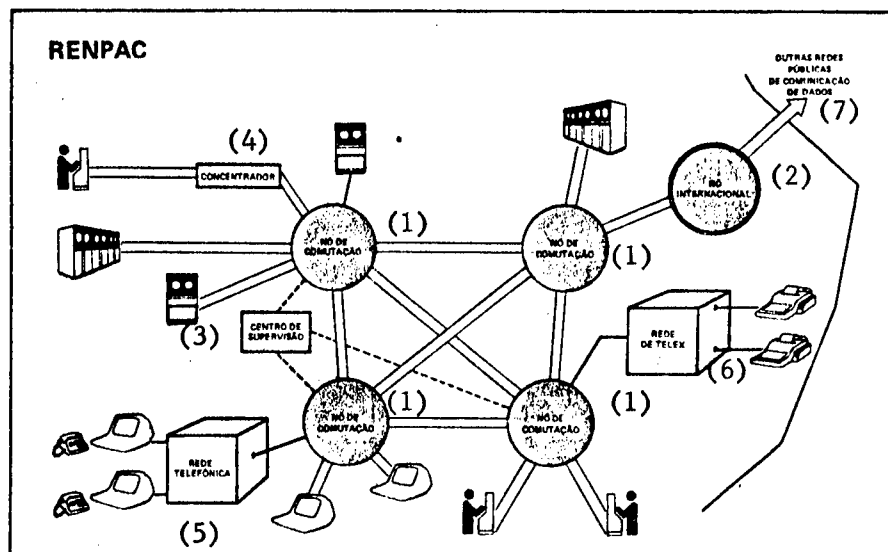 RENPAC
OUTRAS REDES
PÚBLICAS
DE COMUNICAÇÃO
DE DADOS
(7)
(4)
CONCENTRADOR
NÓ
INTERNACIONAL
(2)
(1)
NÓ DE
COMUTAÇÃO
NÓ DE
COMUTAÇÃO
(1)
(3)
CENTRO DE
SUPERVISÃO
REDE
DE TELEX
(6)
(1)
NÓ DE
COMUTAÇÃO
NÓ DE
COMUTAÇÃO
(1)
REDE
TELEFÔNICA
(5)